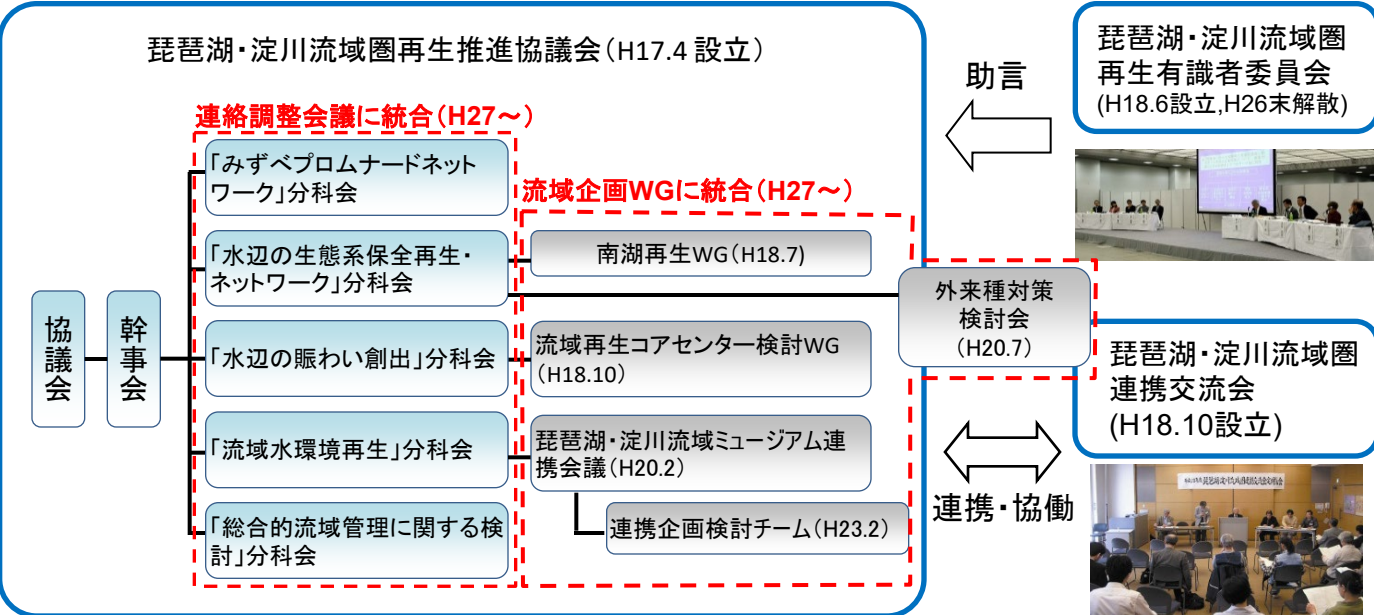 琵琶湖・淀川流域圏再生推進協議会（H17.4 設立）
連絡調整会議に統合（H27～）
「みずべプロムナードネット
ワーク」分科会
「水辺の生態系保全再生・
ネットワーク」分科会
「水辺の賑わい創出」分科会
「流域水環境再生」分科会
「総合的流域管理に関する検
討」分科会
協議会
幹事会
流域企画WGに統合（H27～）
南湖再生WG（H18.7）
流域再生コアセンター検討WG
（H18.10）
琵琶湖・淀川流域ミュージアム連
携会議（H20.2）
連携企画検討チーム（H23.2）
外来種対策
検討会
（H20.7）
助言
琵琶湖・淀川流域圏
再生有識者委員会
(H18.6設立,H26末解散)
琵琶湖・淀川流域圏
連携交流会
(H18.10設立)
連携・協働